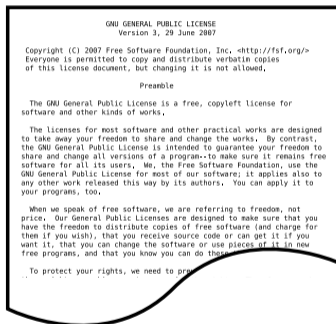 GNU GENERAL PUBLIC LICENSE
Version 3, 29 June 2007
Copyright (C) 2007 Free Software Foundation, Inc. <http://fsf.org/>
Everyone is permitted to copy and distribute verbatim copies
of this license document, but changing it is not allowed.
Preamble
The GNU General Public License is a free, copyleft license for
software and other kinds of works.
The licenses for most software and other practical works are designed
to take away your freedom to share and change the works.  By contrast,
the GNU General Public License is intended to guarantee your freedom to
share and change all versions of a program--to make sure it remains free
software for all its users.  We, the Free Software Foundation, use the
GNU General Public License for most of our software; it applies also to
any other work released this way by its authors.  You can apply it to
your programs, too.
When we speak of free software, we are referring to freedom, not
price.  Our General Public Licenses are designed to make sure that you
have the freedom to distribute copies of free software (and charge for
them if you wish), that you receive source code or can get it if you
want it, that you can change the software or use pieces of it in new
free programs, and that you know you can do these
To protect your rights, we need to